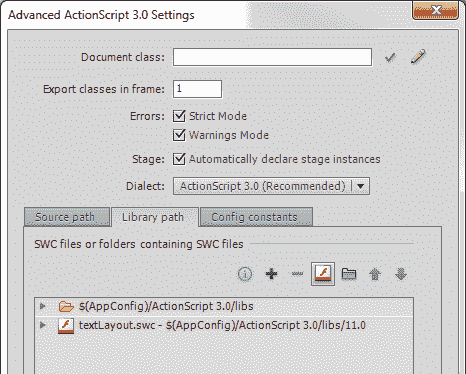 Advanced ActionScript 3.0 Settings
Document class:
Export classes in frame: 1
Errors: Strict Mode
Warnings Mode
Stage: Automatically declare stage instances
Dialect: ActionScript 3.0 (Recommended)
Source path Library path Config constants
SWC files or folders containing SWC files
$(AppConfig)/ActionScript 3.0/libs
textLayout.swc - $(AppConfig)/ActionScript 3.0/libs/11.0